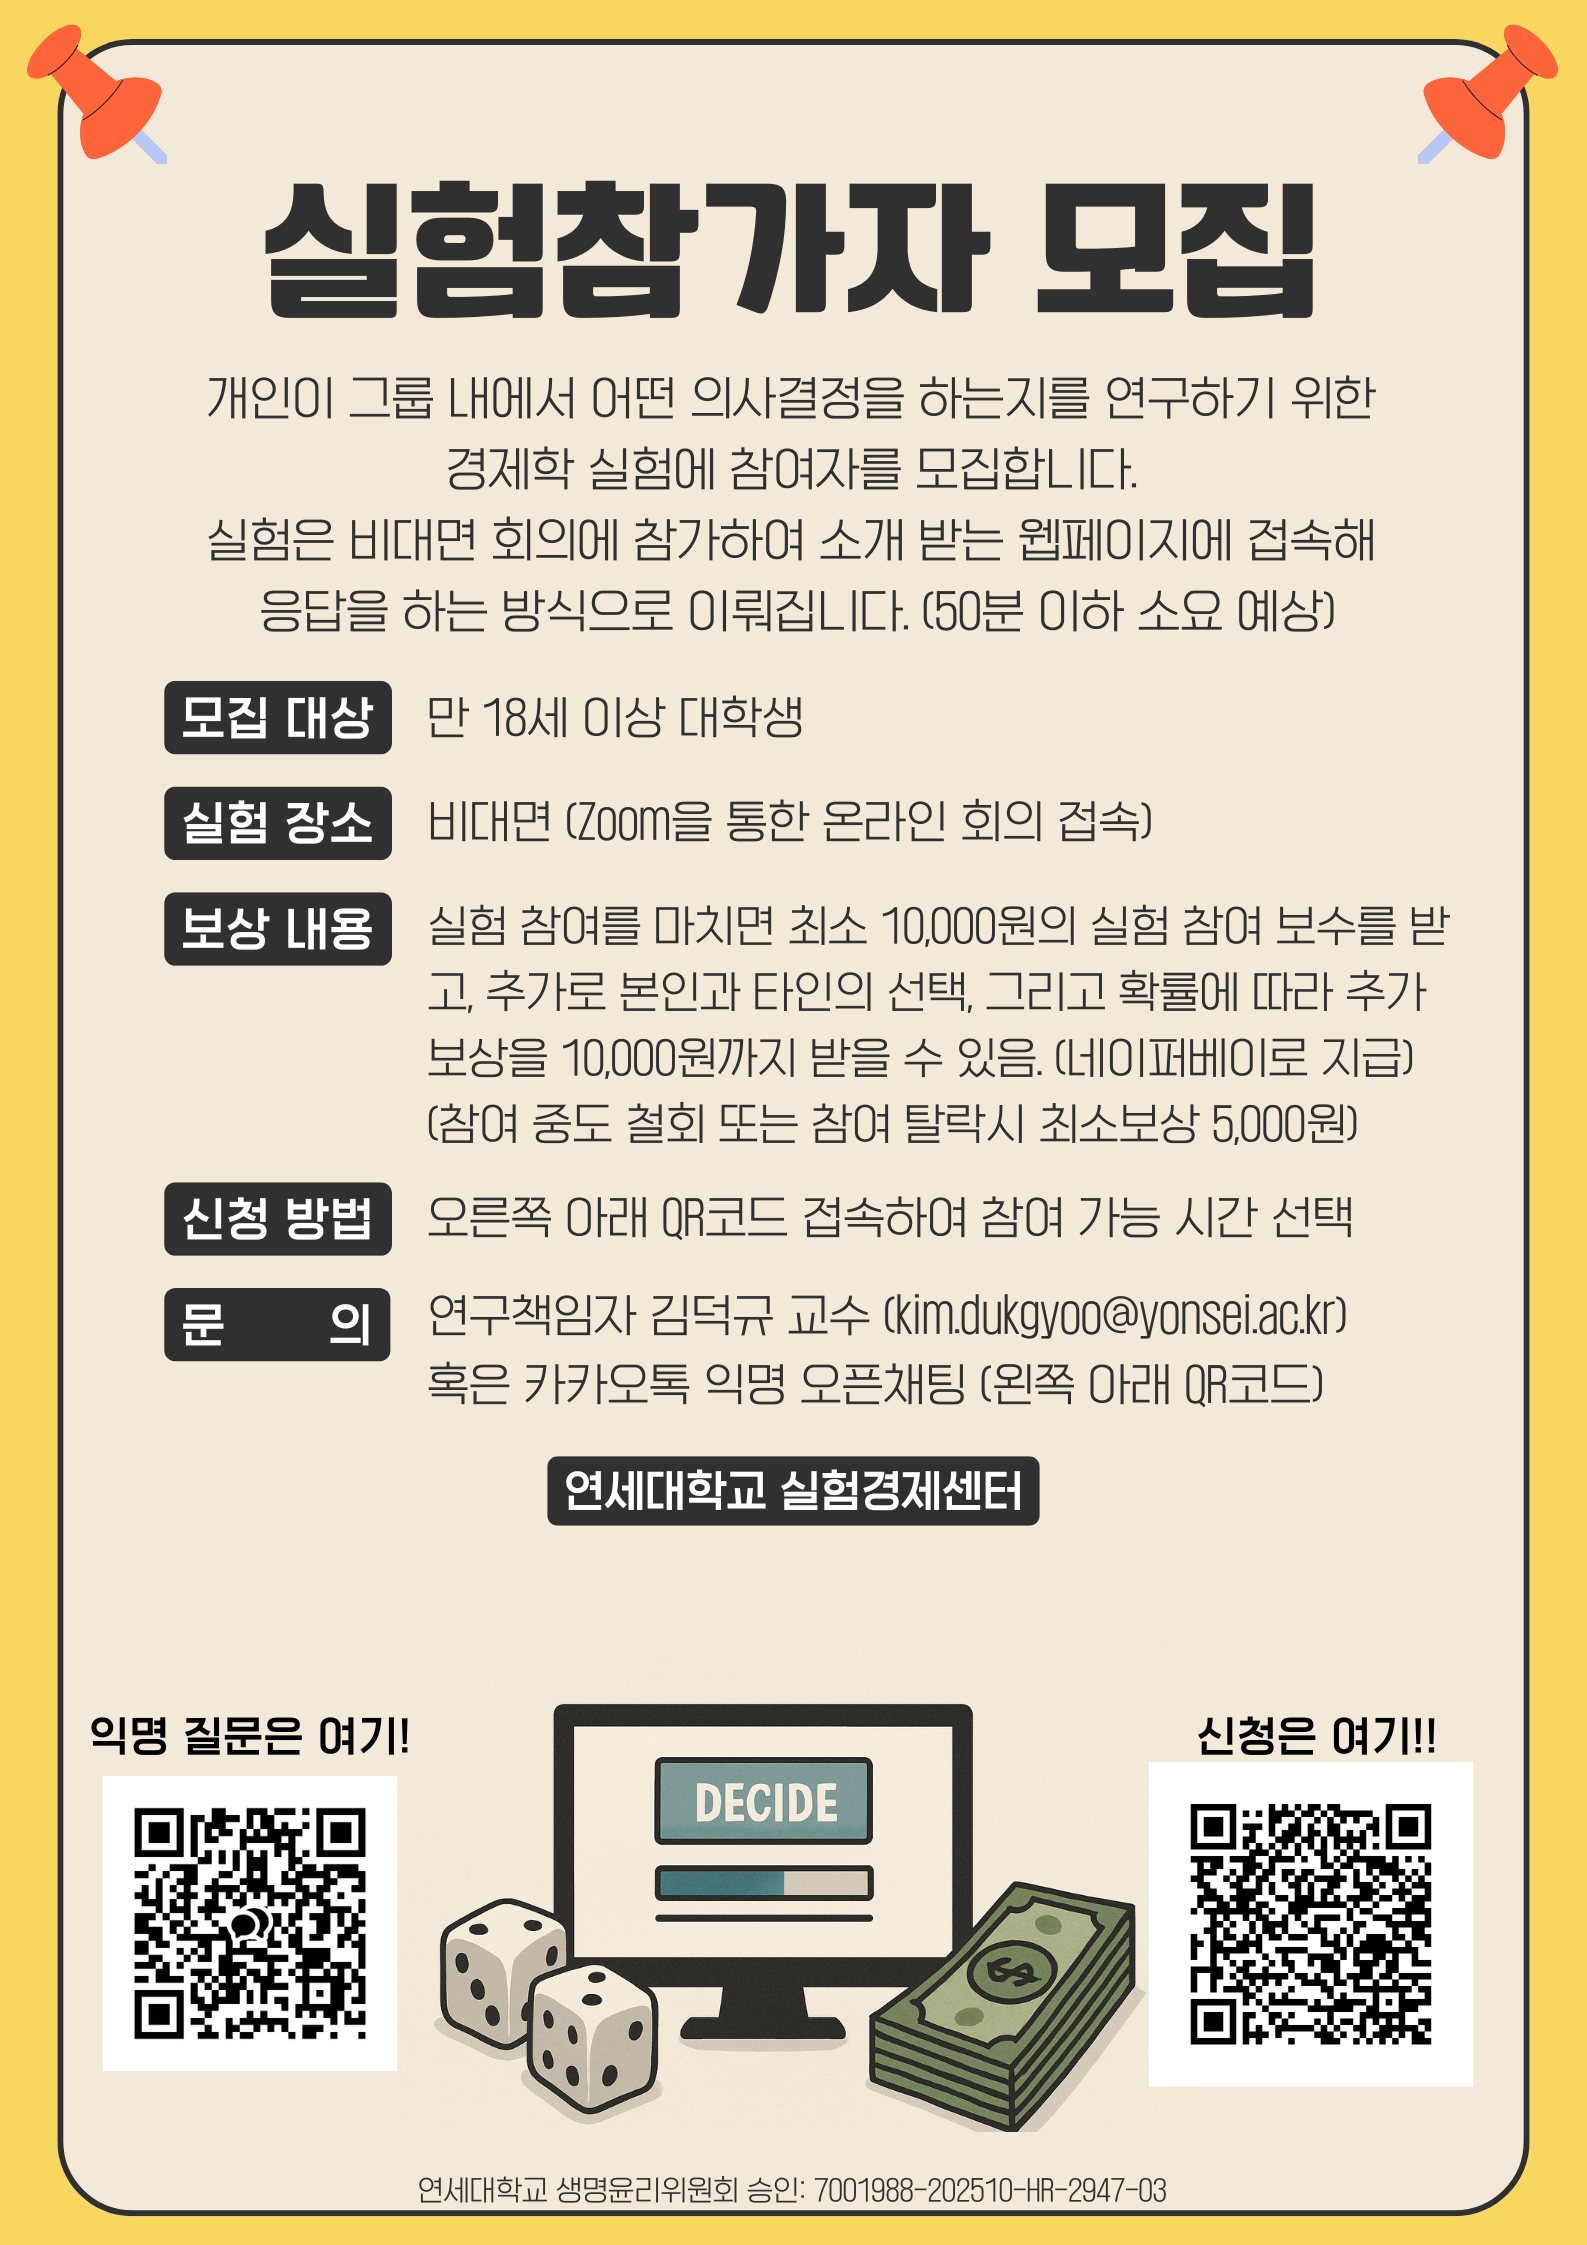 실험참가자 모집
개인이 그룹 내에서 어떤 의사결정을 하는지를 연구하기 위한
경제학 실험에 참여자를 모집합니다.
실험은 비대면 회의에 참가하여 소개 받는 웹페이지에 접속해
응답을 하는 방식으로 이뤄집니다. (50분 이하 소요 예상)
모집 대상 만 18세 이상 대학생
실험 장소 비대면 (Zoom을 통한 온라인 회의 접속)
보상 내용 실험 참여를 마치면 최소 10,000원의 실험 참여 보수를 받
고, 추가로 본인과 타인의 선택, 그리고 확률에 따라 추가
보상을 10,000원까지 받을 수 있음. (네이퍼베이로 지급)
(참여 중도 철회 또는 참여 탈락시 최소보상 5,000원)
신청 방법 오른쪽 아래 QR코드 접속하여 참여 가능 시간 선택
문 의 연구책임자 김덕규 교수 (kim.dukgyoo@yonsei.ac.kr)
혹은 카카오톡 익명 오픈채팅 (왼쪽 아래 QR코드)
연세대학교 실험경제센터
익명 질문은 여기!
신청은 여기!!
DECIDE
연세대학교 생명윤리위원회 승인: 7001988-202510-HR-2947-03